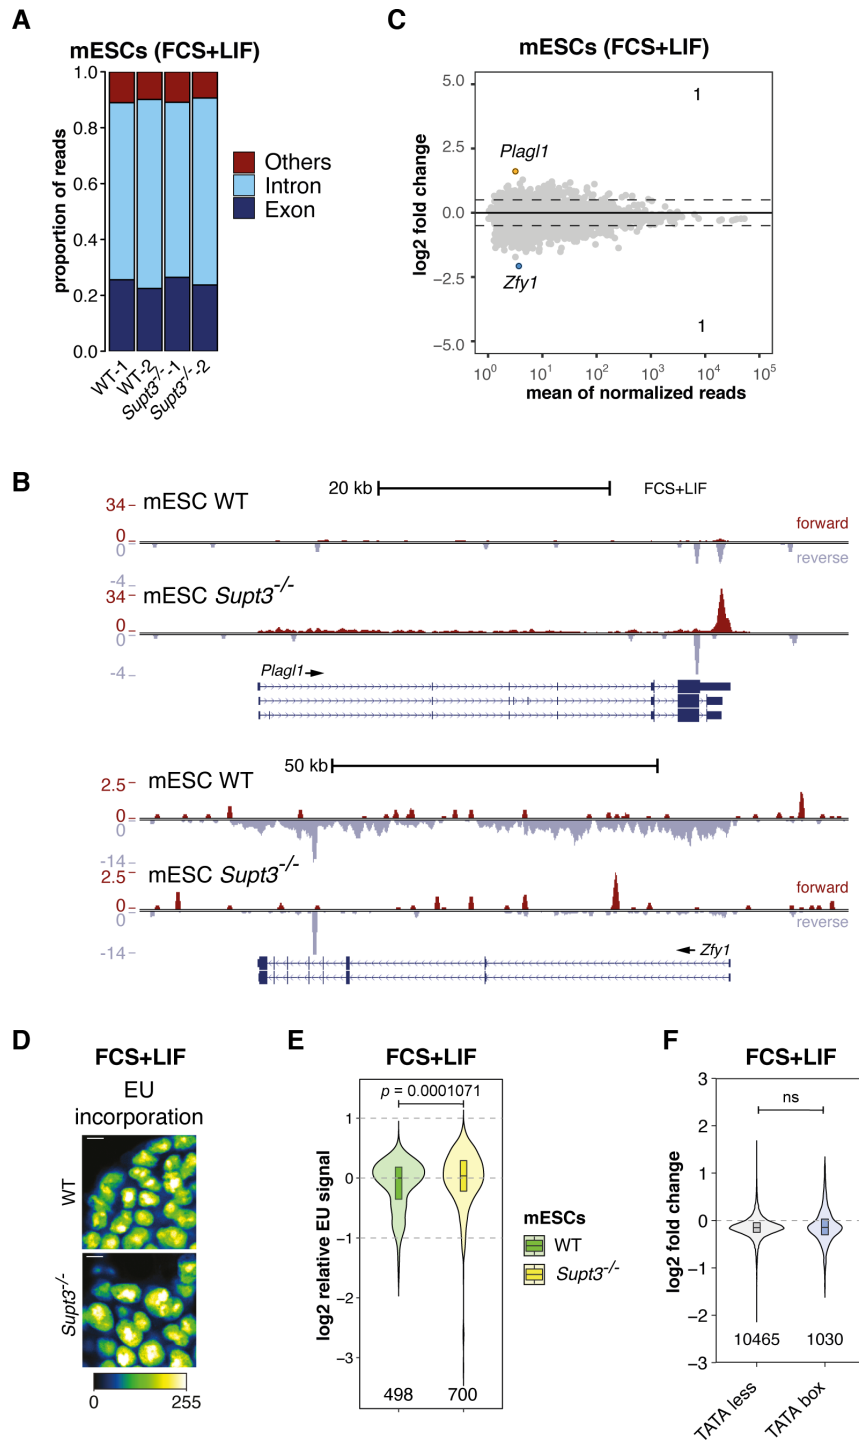 A
mESCs (FCS+LIF)
proportion of reads
1.0
0.8
0.6
0.4
0.2
0.0
WT-1
WT-2
Supt3-/- -1
Supt3-/- -2
Others
Intron
Exon
C
mESCs (FCS+LIF)
log2 fold change
5.0
2.5
0.0
−2.5
−5.0
1
Plagl1
Zfy1
1
10^0 10^1 10^2 10^3 10^4 10^5
mean of normalized reads
B
20 kb
FCS+LIF
mESC WT
34
0
0
-4
forward
reverse
mESC Supt3-/-
34
0
0
-4
Plagl1
50 kb
mESC WT
2.5
0
0
-14
mESC Supt3-/-
2.5
0
0
-14
forward
reverse
Zfy1
D
FCS+LIF
EU
incorporation
WT
Supt3-/-
0 255
E
FCS+LIF
p = 0.0001071
log2 relative EU signal
1
0
−1
−2
−3
498 700
mESCs
WT
Supt3-/-
F
FCS+LIF
ns
log2 fold change
3
2
1
0
−1
−2
−3
10465 1030
TATA less
TATA box